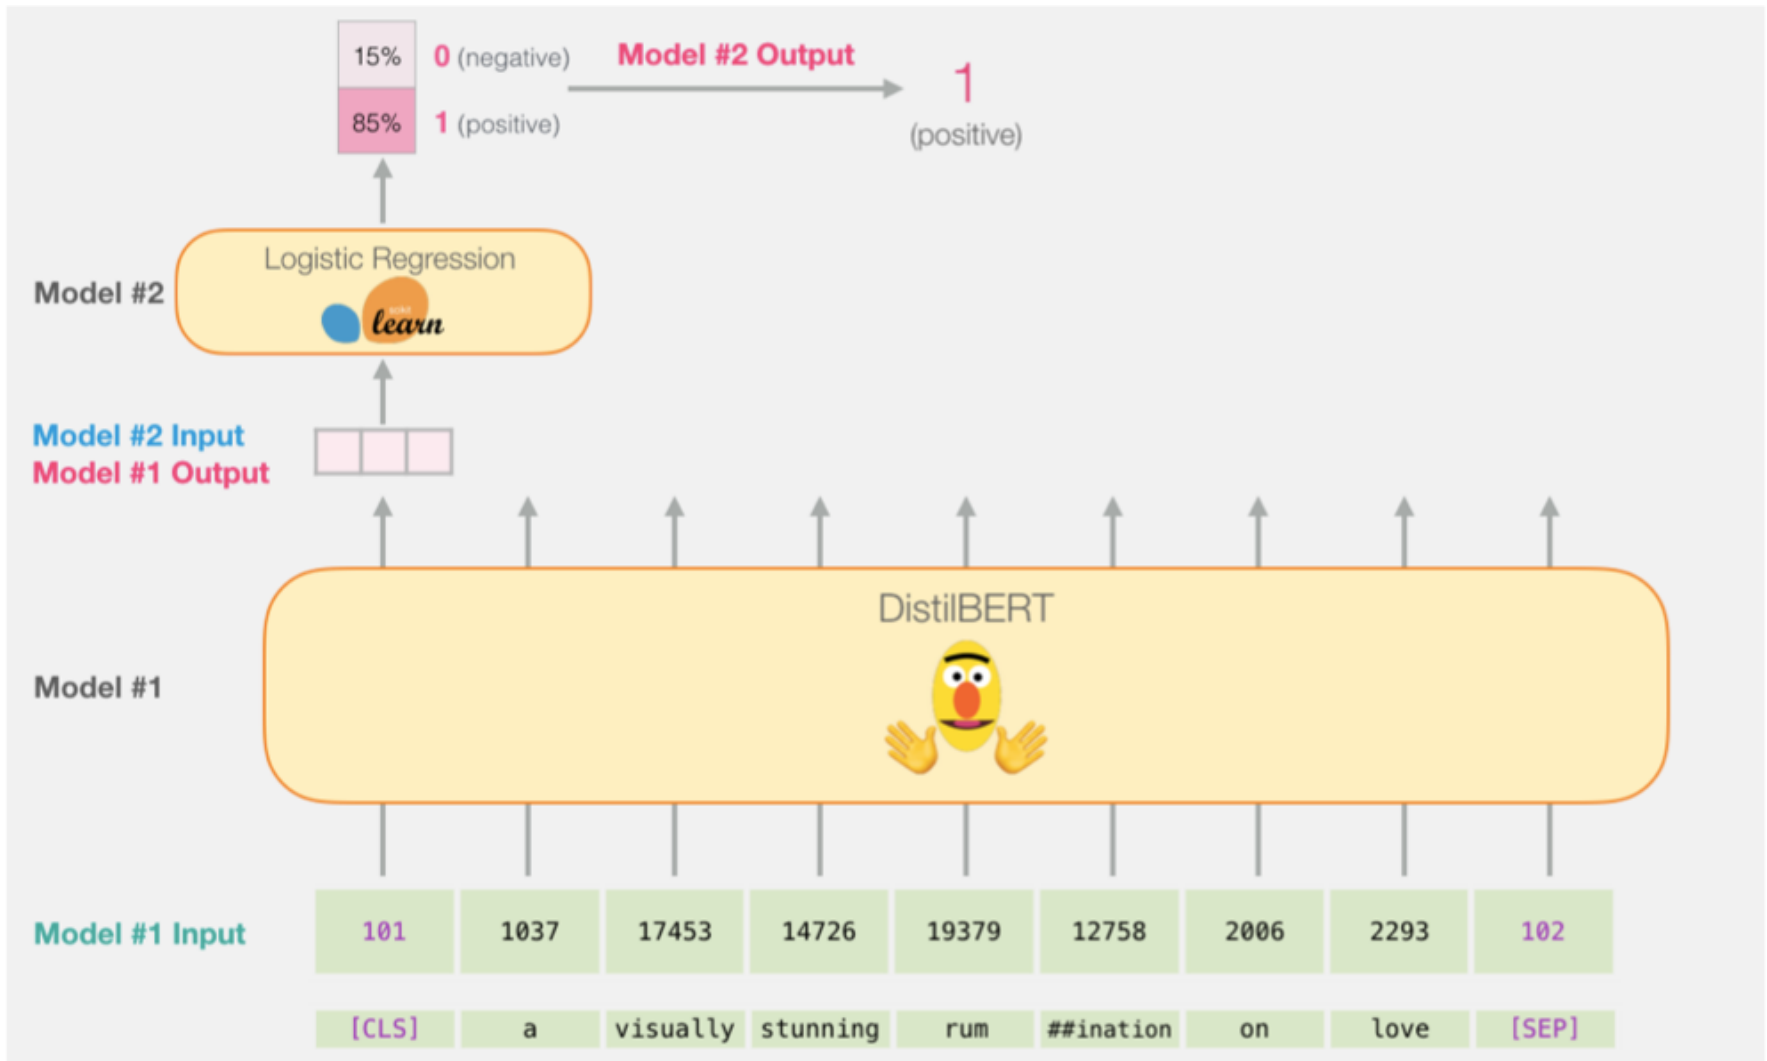 15% 0 (negative) Model #2 Output 1
85% 1 (positive) (positive)
Logistic Regression
Model #2
scikit
learn
Model #2 Input
Model #1 Output
DistilBERT
Model #1
Model #1 Input 101 1037 17453 14726 19379 12758 2006 2293 102
[CLS] a visually stunning rum ##ination on love [SEP]